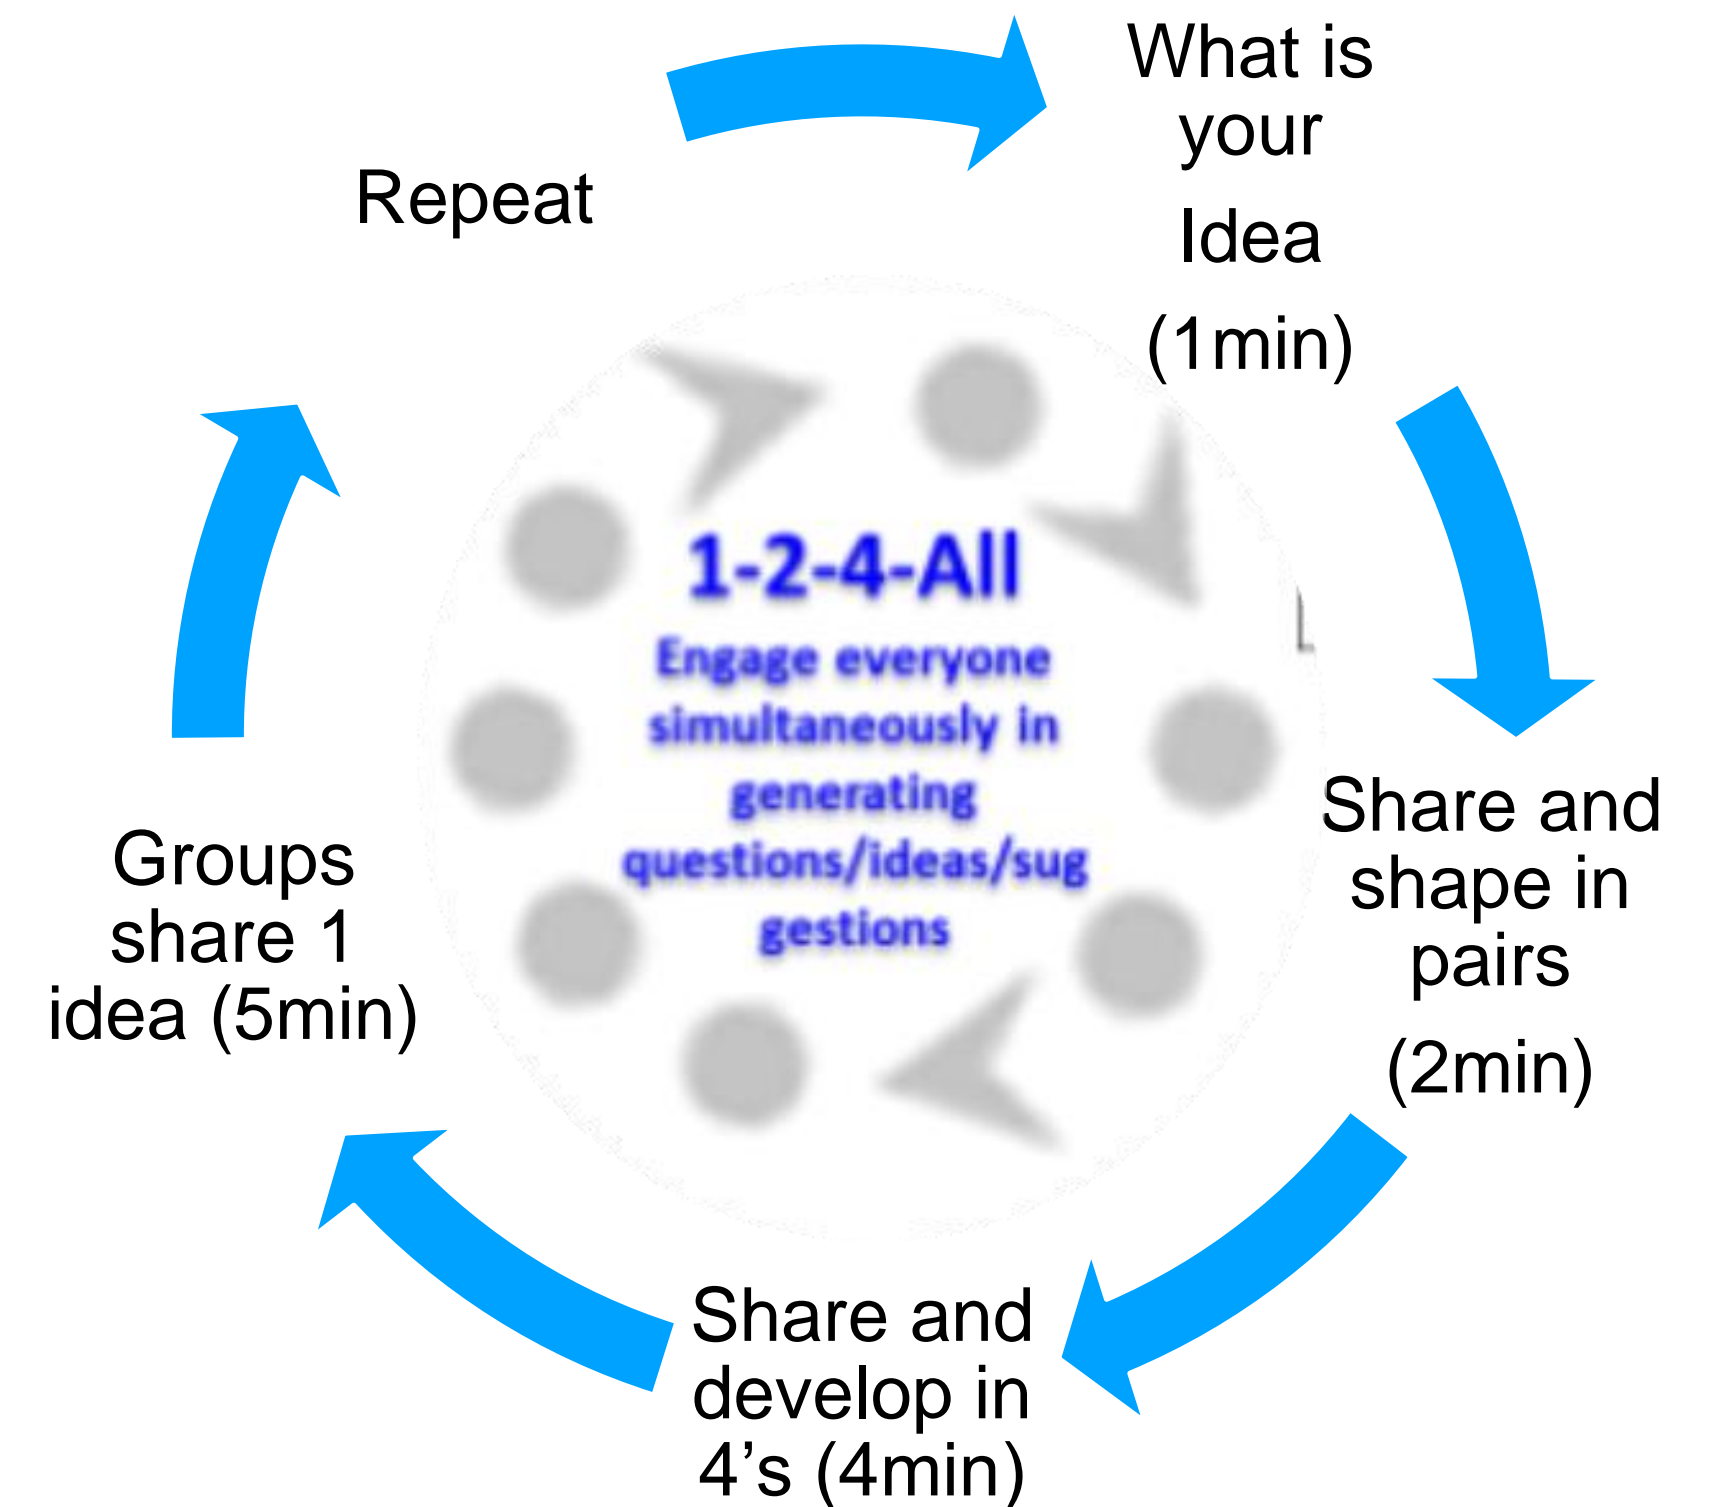 What is
your
Idea
(1min)
Share and
shape in
pairs
(2min)
Share and
develop in
4’s (4min)
Groups
share 1
idea (5min)
Repeat
1-2-4-All
Engage everyone
simultaneously in
generating
questions/ideas/sug
gestions